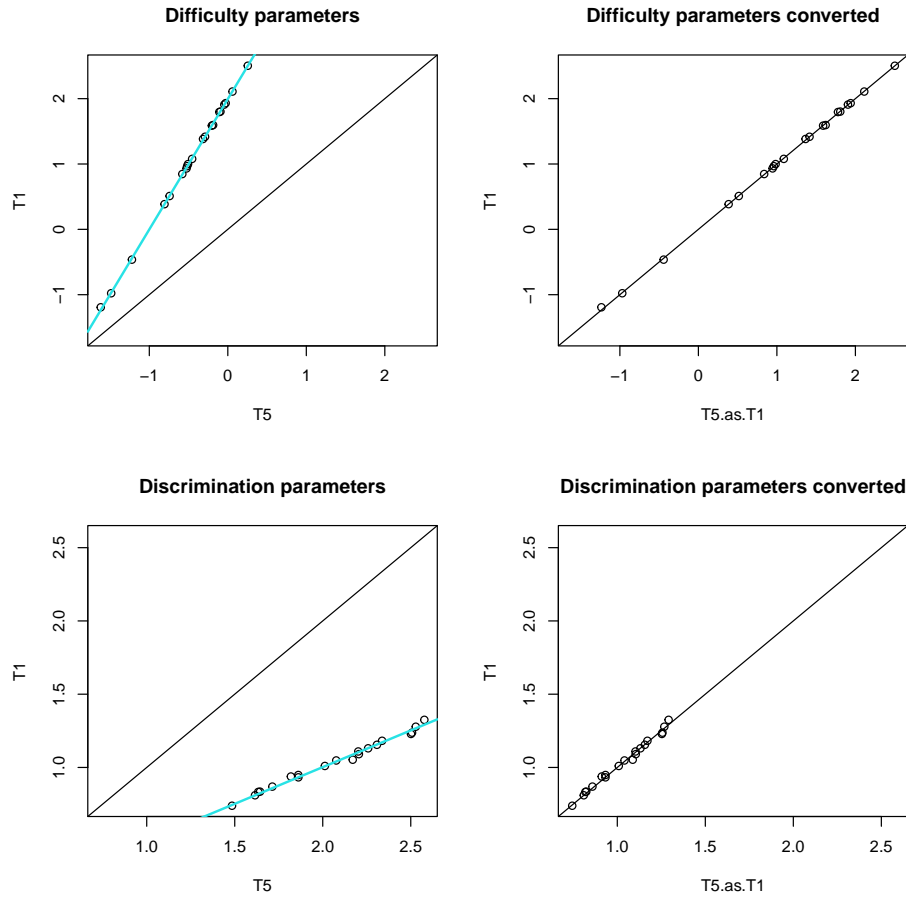 Difficulty parameters
2
1
0
−1
T1
−1 0 1 2
T5
Difficulty parameters converted
2
1
0
−1
T1
−1 0 1 2
T5.as.T1
Discrimination parameters
2.5
2.0
1.5
1.0
T1
1.0 1.5 2.0 2.5
T5
Discrimination parameters converted
2.5
2.0
1.5
1.0
T1
1.0 1.5 2.0 2.5
T5.as.T1